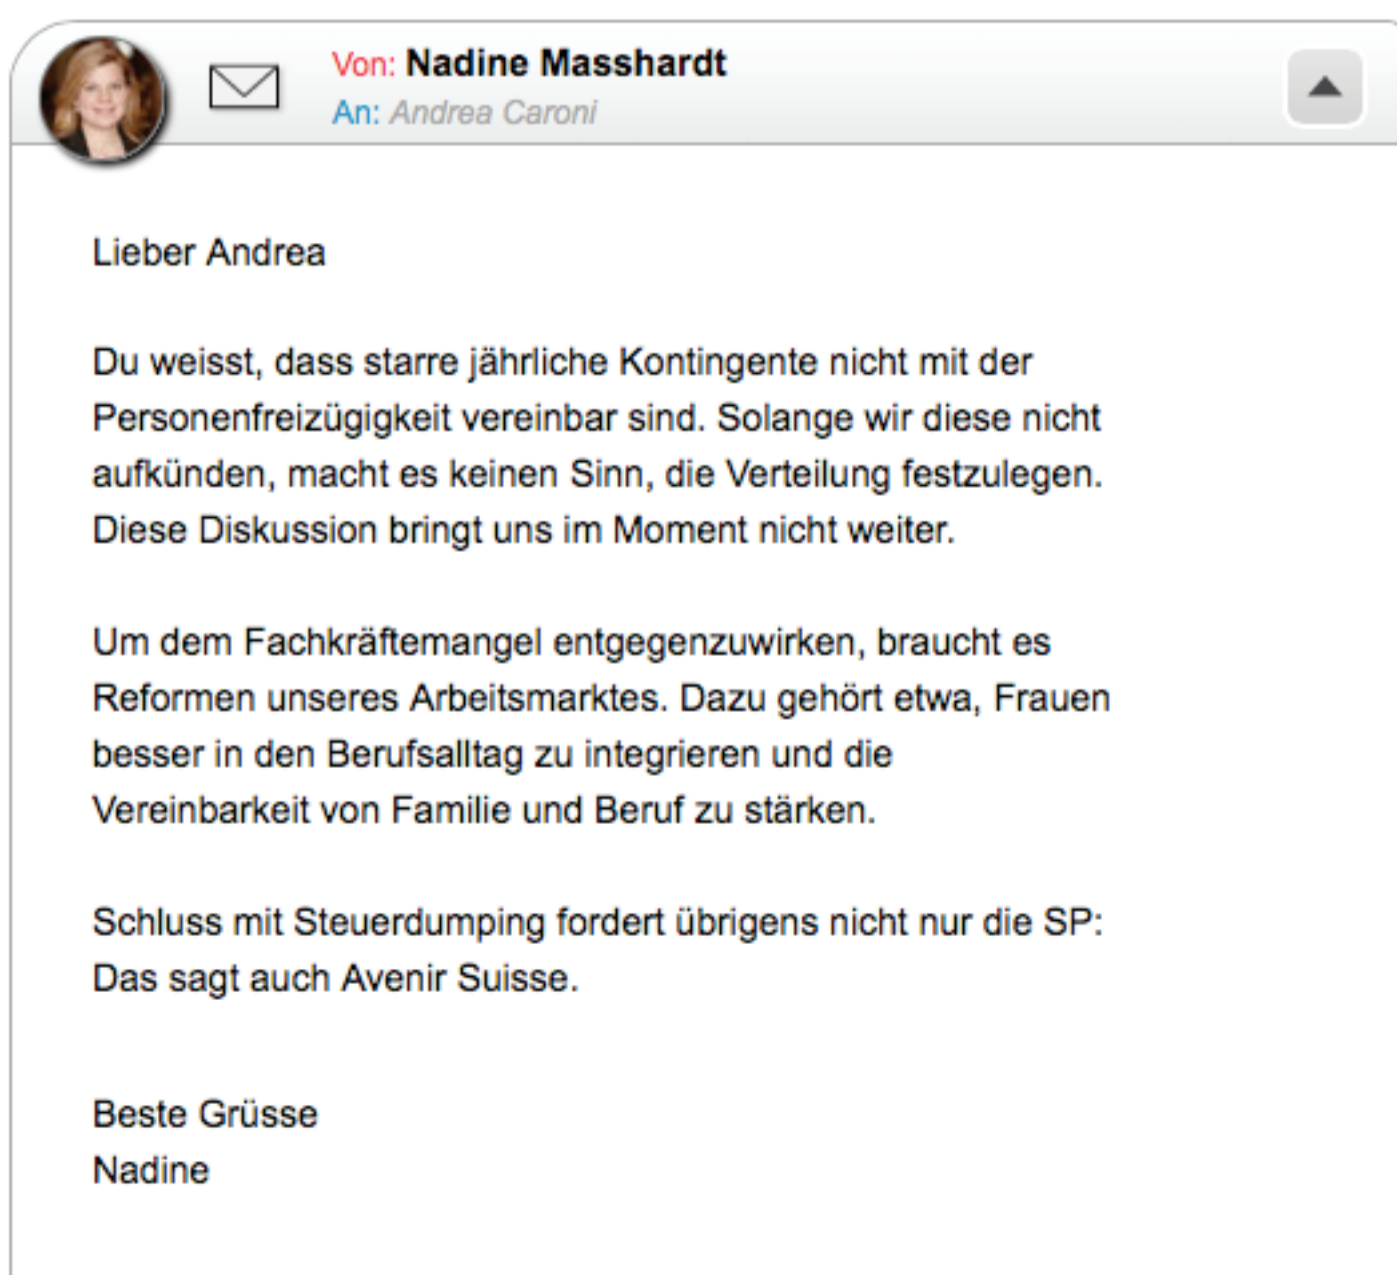 Von: Nadine Masshardt
An: Andrea Caroni
Lieber Andrea
Du weisst, dass starre jährliche Kontingente nicht mit der
Personenfreizügigkeit vereinbar sind. Solange wir diese nicht
aufkünden, macht es keinen Sinn, die Verteilung festzulegen.
Diese Diskussion bringt uns im Moment nicht weiter.
Um dem Fachkräftemangel entgegenzuwirken, braucht es
Reformen unseres Arbeitsmarktes. Dazu gehört etwa, Frauen
besser in den Berufsalltag zu integrieren und die
Vereinbarkeit von Familie und Beruf zu stärken.
Schluss mit Steuerdumping fordert übrigens nicht nur die SP:
Das sagt auch Avenir Suisse.
Beste Grüsse
Nadine